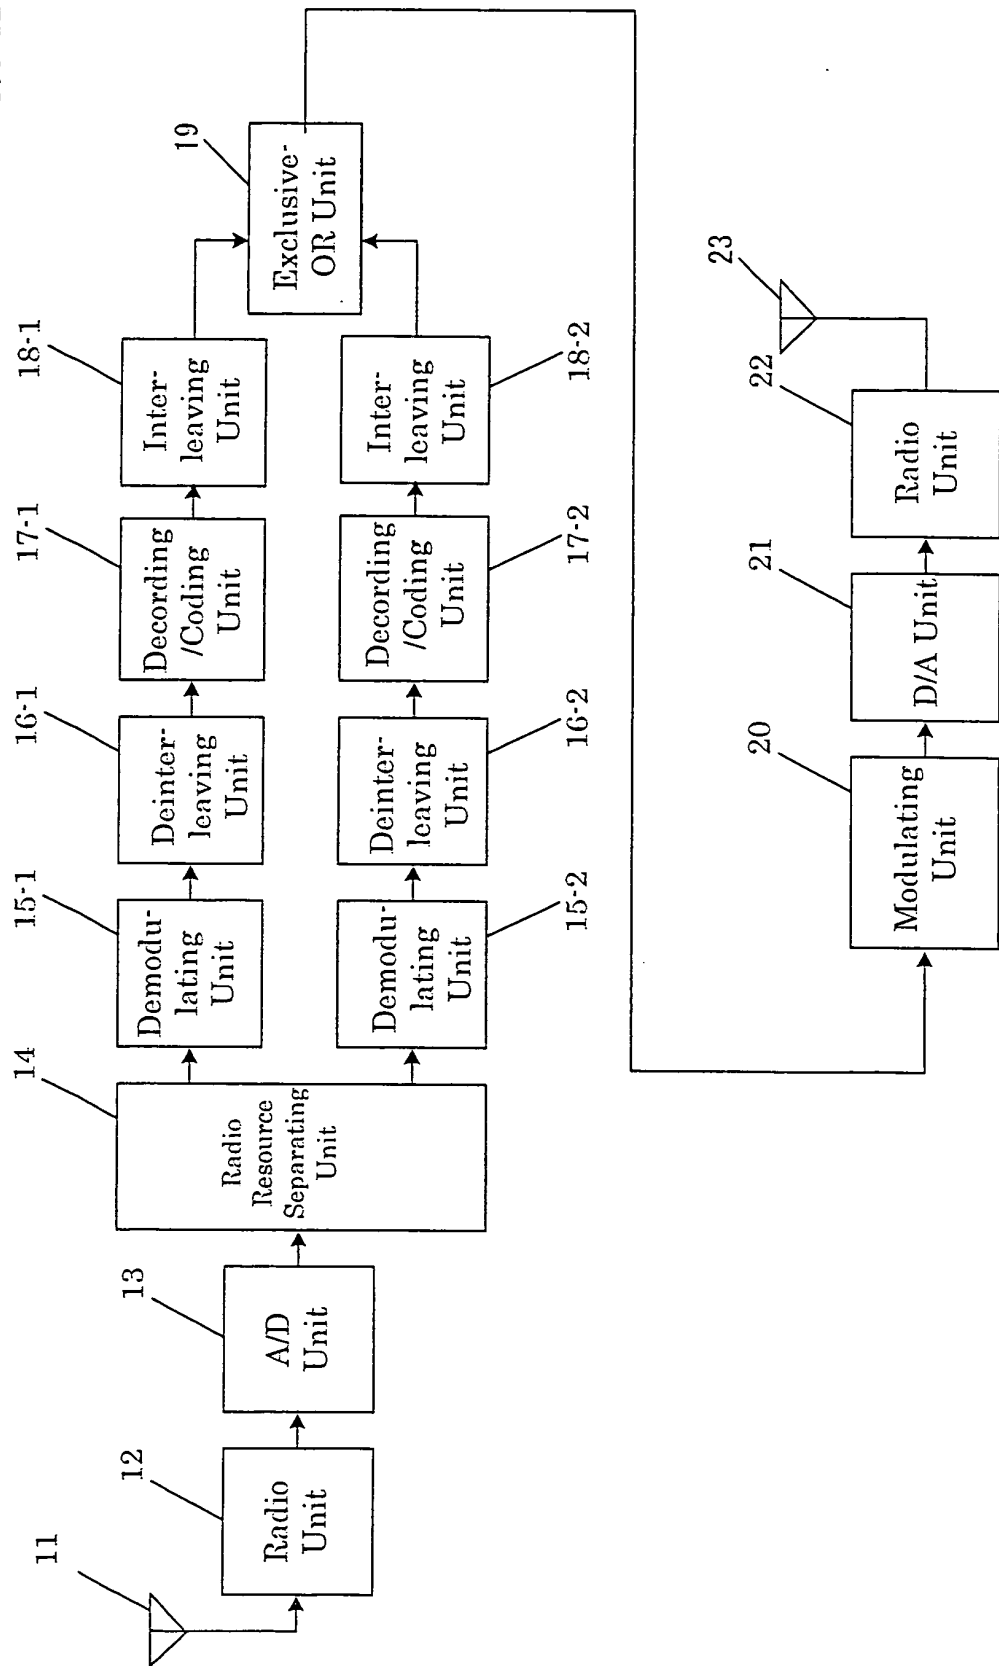 11
12
Radio
Unit
13
A/D
Unit
14
Radio
Resource
Separating
Unit
15-1
Demodu-
lating
Unit
16-1
Deinter-
leaving
Unit
17-1
Decording
/Coding
Unit
18-1
Inter-
leaving
Unit
15-2
Demodu-
lating
Unit
16-2
Deinter-
leaving
Unit
17-2
Decording
/Coding
Unit
18-2
Inter-
leaving
Unit
19
Exclusive-
OR Unit
20
Modulating
Unit
21
D/A Unit
22
Radio
Unit
23